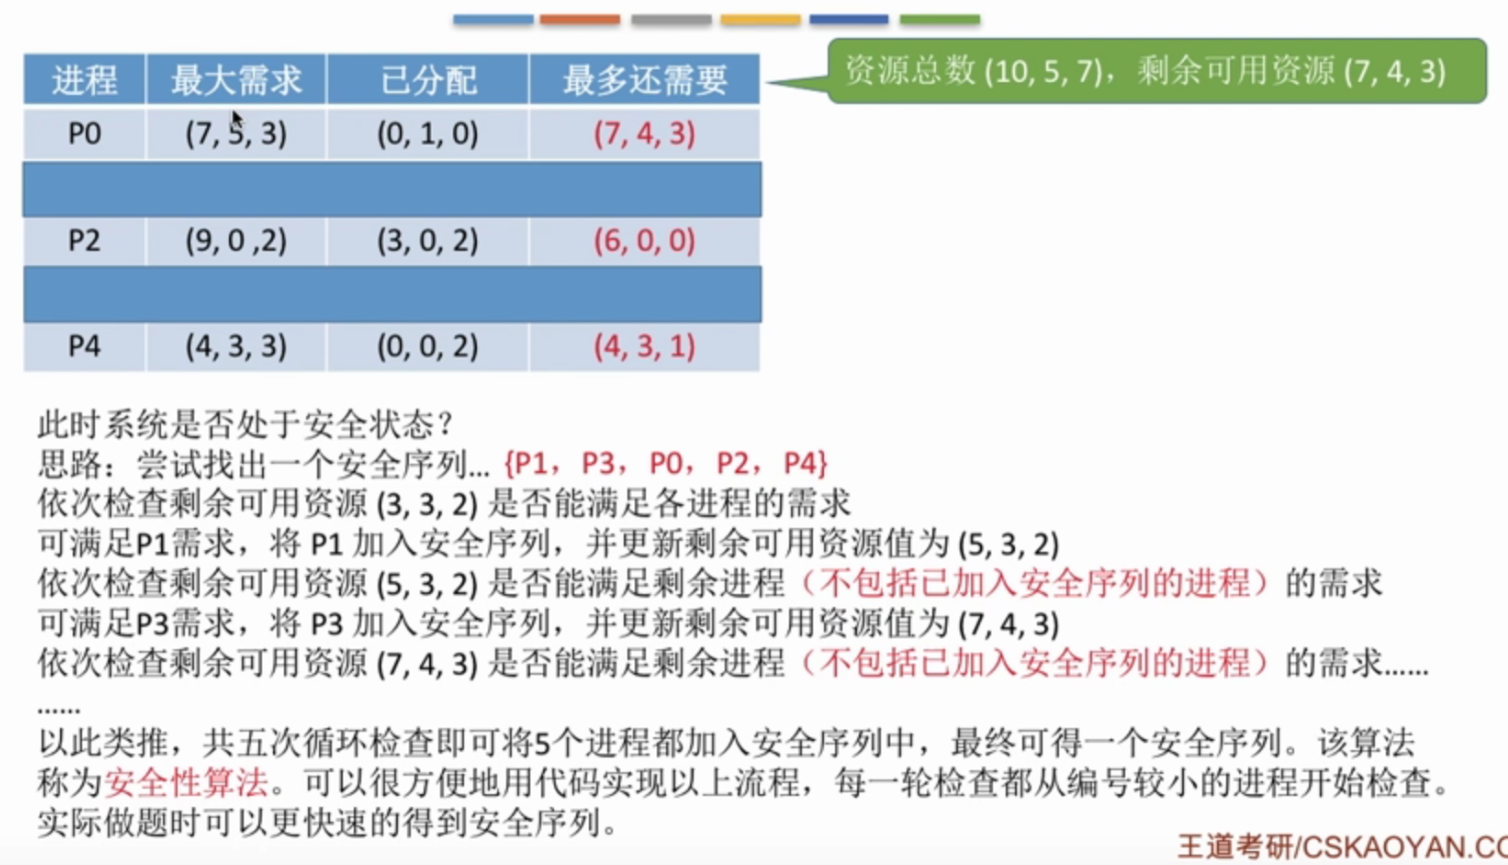 进程 最大需求 已分配 最多还需要
资源总数 (10, 5, 7)，剩余可用资源 (7, 4, 3)
P0 (7, 5, 3) (0, 1, 0) (7, 4, 3)
P2 (9, 0 ,2) (3, 0, 2) (6, 0, 0)
P4 (4, 3, 3) (0, 0, 2) (4, 3, 1)
此时系统是否处于安全状态？
思路：尝试找出一个安全序列... {P1，P3，P0，P2，P4}
依次检查剩余可用资源 (3, 3, 2) 是否能满足各进程的需求
可满足P1需求，将 P1 加入安全序列，并更新剩余可用资源值为 (5, 3, 2)
依次检查剩余可用资源 (5, 3, 2) 是否能满足剩余进程（不包括已加入安全序列的进程）的需求
可满足P3需求，将 P3 加入安全序列，并更新剩余可用资源值为 (7, 4, 3)
依次检查剩余可用资源 (7, 4, 3) 是否能满足剩余进程（不包括已加入安全序列的进程）的需求......
......
以此类推，共五次循环检查即可将5个进程都加入安全序列中，最终可得一个安全序列。该算法
称为安全性算法。可以很方便地用代码实现以上流程，每一轮检查都从编号较小的进程开始检查。
实际做题时可以更快速的得到安全序列。
王道考研/CSKAOYAN.CO